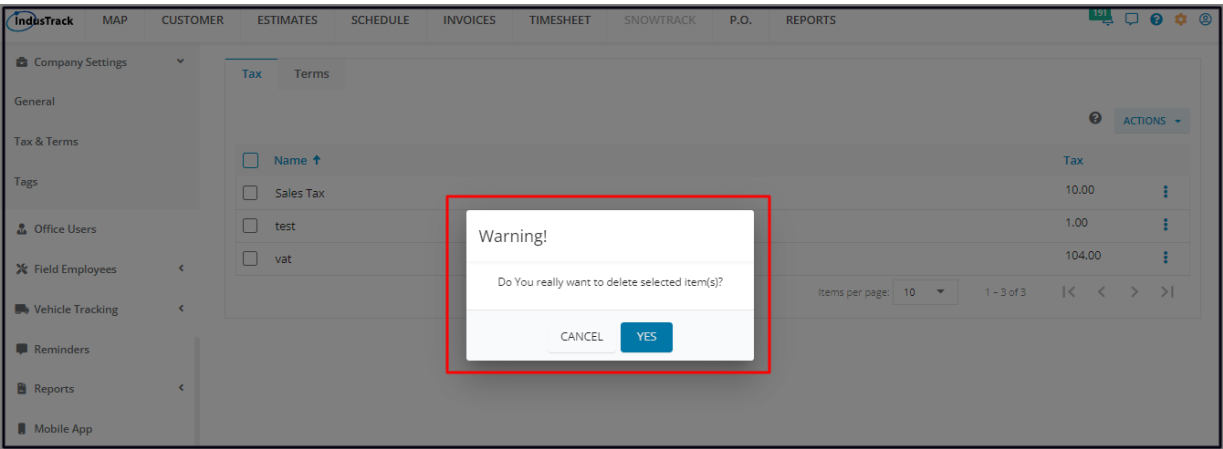 IndusTrack MAP CUSTOMER ESTIMATES SCHEDULE INVOICES TIMESHEET SNOWTRACK P.O. REPORTS 191
Company Settings
General
Tax & Terms
Tags
Office Users
Field Employees
Vehicle Tracking
Reminders
Reports
Mobile App
Tax Terms
ACTIONS
Name Tax
Sales Tax 10.00
test 1.00
vat 104.00
Items per page: 10 1 – 3 of 3
Warning!
Do You really want to delete selected item(s)?
CANCEL YES